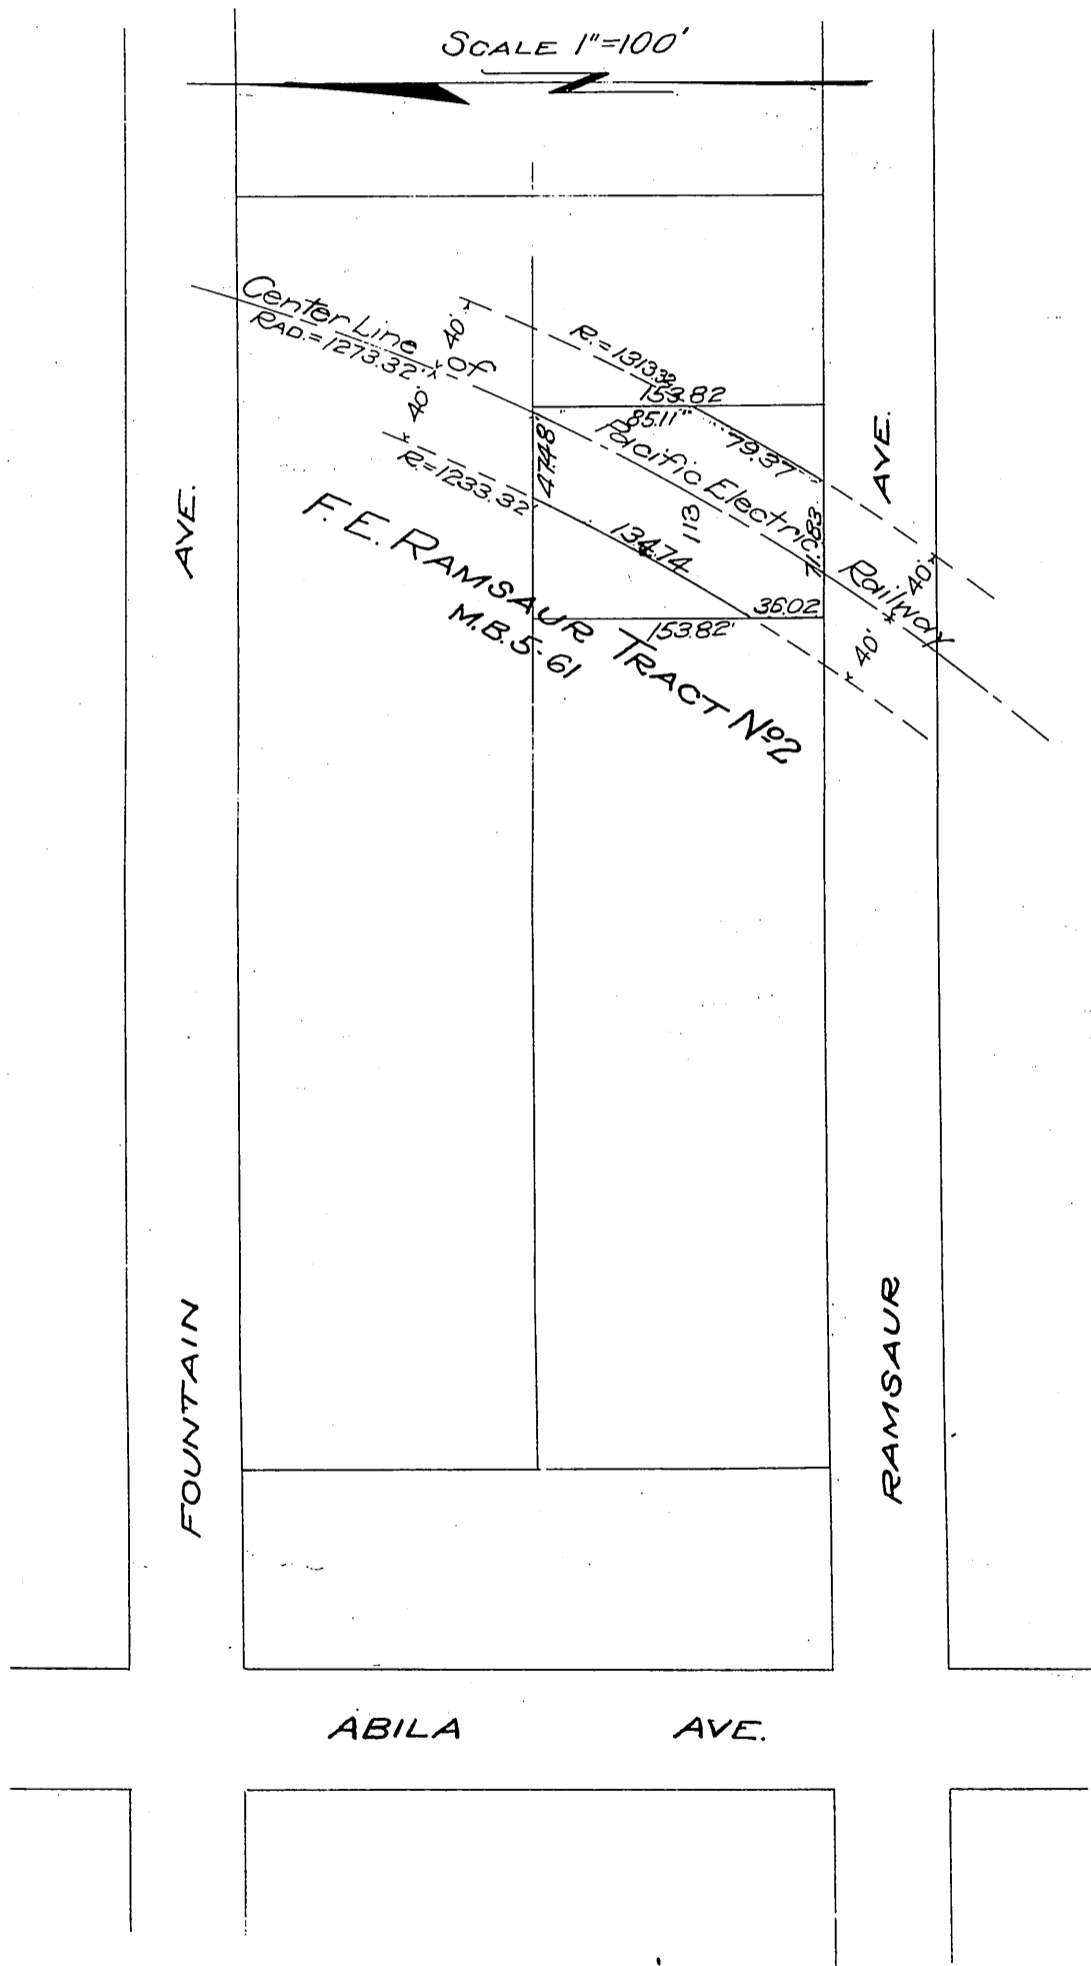 SCALE 1"=100'
Center Line of
RAD.=1273.32'
40'
40'
R.=1313.32
153.82
85.11
79.37
Pacific Electric Railway
47.48
R.=1233.32'
AVE.
AVE.
113
134.74
71.83
36.02
153.82'
40'
40'
F.E. RAMSAUR TRACT Nº2
M.B. 5-61
FOUNTAIN
RAMSAUR
ABILA AVE.